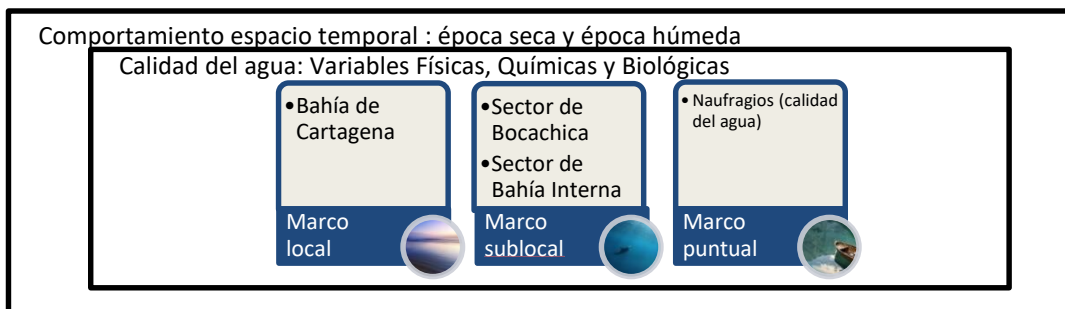 Comportamiento espacio temporal : época seca y época húmeda
Calidad del agua: Variables Físicas, Químicas y Biológicas
•Bahía de
Cartagena
Marco
local
•Sector de
Bocachica
•Sector de
Bahía Interna
Marco
sublocal
•Naufragios (calidad
del agua)
Marco
puntual